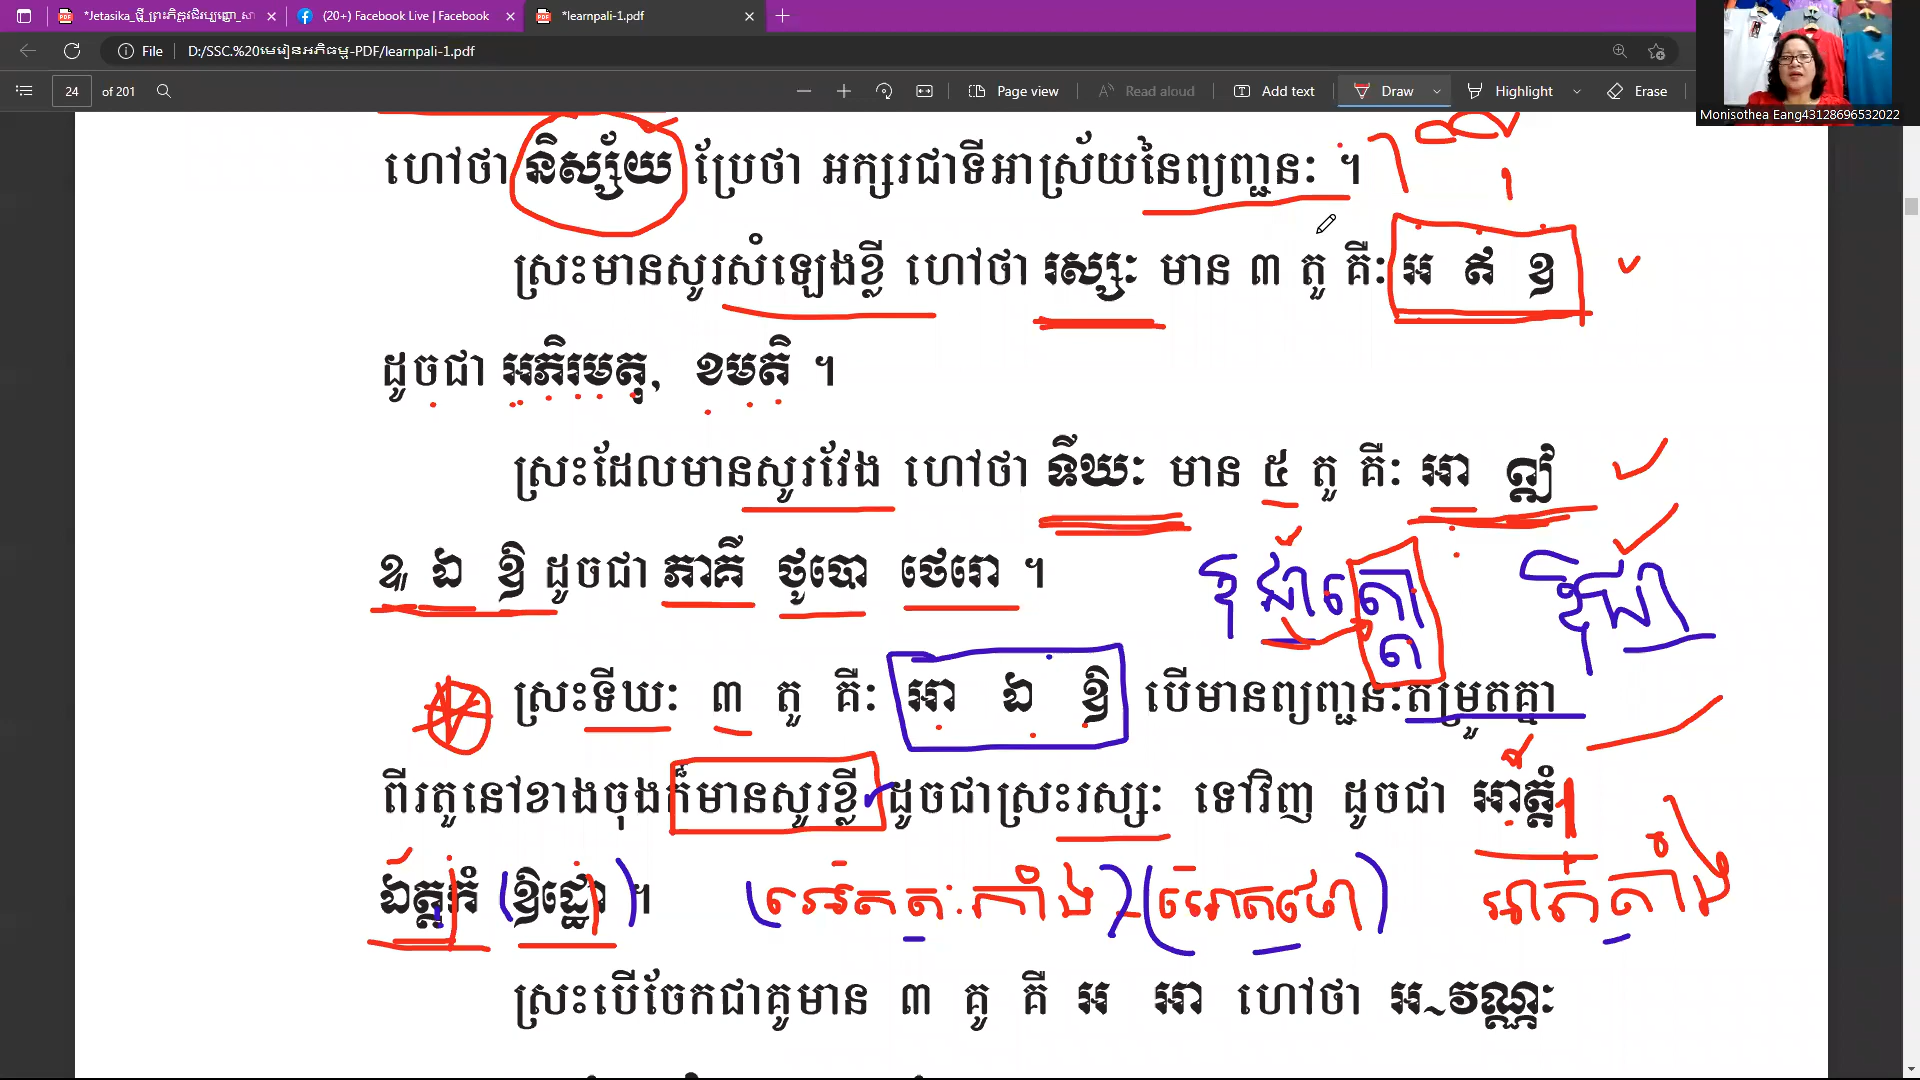 *Jetasika_ធ្មី_ព្រះភិក្ខុវជិរប្បញ្ញោ_សា
(20+) Facebook Live | Facebook
*learnpali-1.pdf
File D:/SSC.%20មេរៀនអភិធម្ម-PDF/learnpali-1.pdf
24 of 201 Page view Read aloud Add text Draw Highlight Erase
Monisothea Eang43128696532022
ហៅថា និស្ស័យ ប្រែថា អក្សរជាទីអាស្រ័យនៃព្យញ្ជនៈ ។
ស្រះមានសូរសំឡេងខ្លី ហៅថា រស្សៈ មាន ៣ តួ គឺៈ អ ឥ ឧ
ដូចជា អភិរមតុ, ខមតិ ។
ស្រះដែលមានសូរវែង ហៅថា ទីឃៈ មាន ៥ តួ គឺៈ អា ឦ
ឩ ឯ ឱ ដូចជា ភាគី ថូបោ ថេរោ ។
ស្រះទីឃៈ ៣ តួ គឺៈ អា ឯ ឱ បើមានព្យញ្ជនៈតម្រួតគ្នា
ពីរតួនៅខាងចុងក៏មានសូរខ្លី ដូចជាស្រះរស្សៈ ទៅវិញ ដូចជា អាត្តំ
ឯត្តកំ ឱដ្ឋោ ។
ស្រះបើចែកជាគូមាន ៣ គូ គឺ អ អា ហៅថា អ~វណ្ណៈ